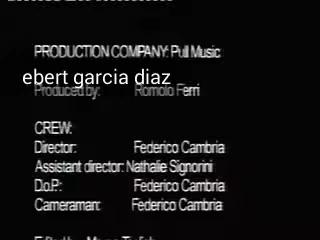 PRODUCTION COMPANY: Pull Music
ebert garcia diaz
Produced by: Romolo Ferri
CREW:
Director: Federico Cambria
Assistant director: Nathalie Signorini
D.o.P.: Federico Cambria
Cameraman: Federico Cambria